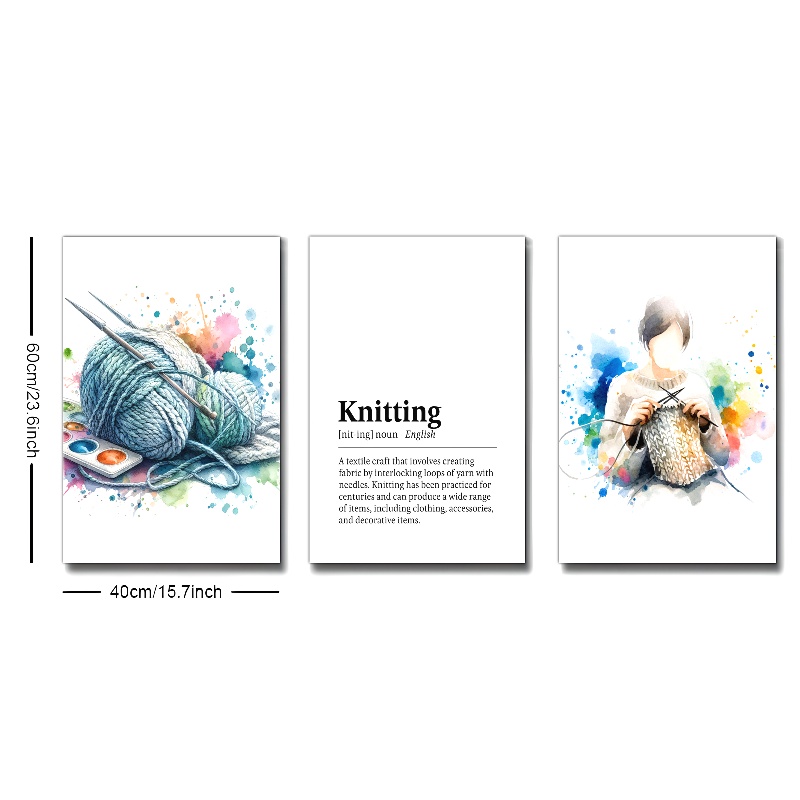 60cm/23.6inch
Knitting
[nit ing] noun English
A textile craft that involves creating
fabric by interlocking loops of yarn with
needles. Knitting has been practiced for
centuries and can produce a wide range
of items, including clothing, accessories,
and decorative items.
40cm/15.7inch